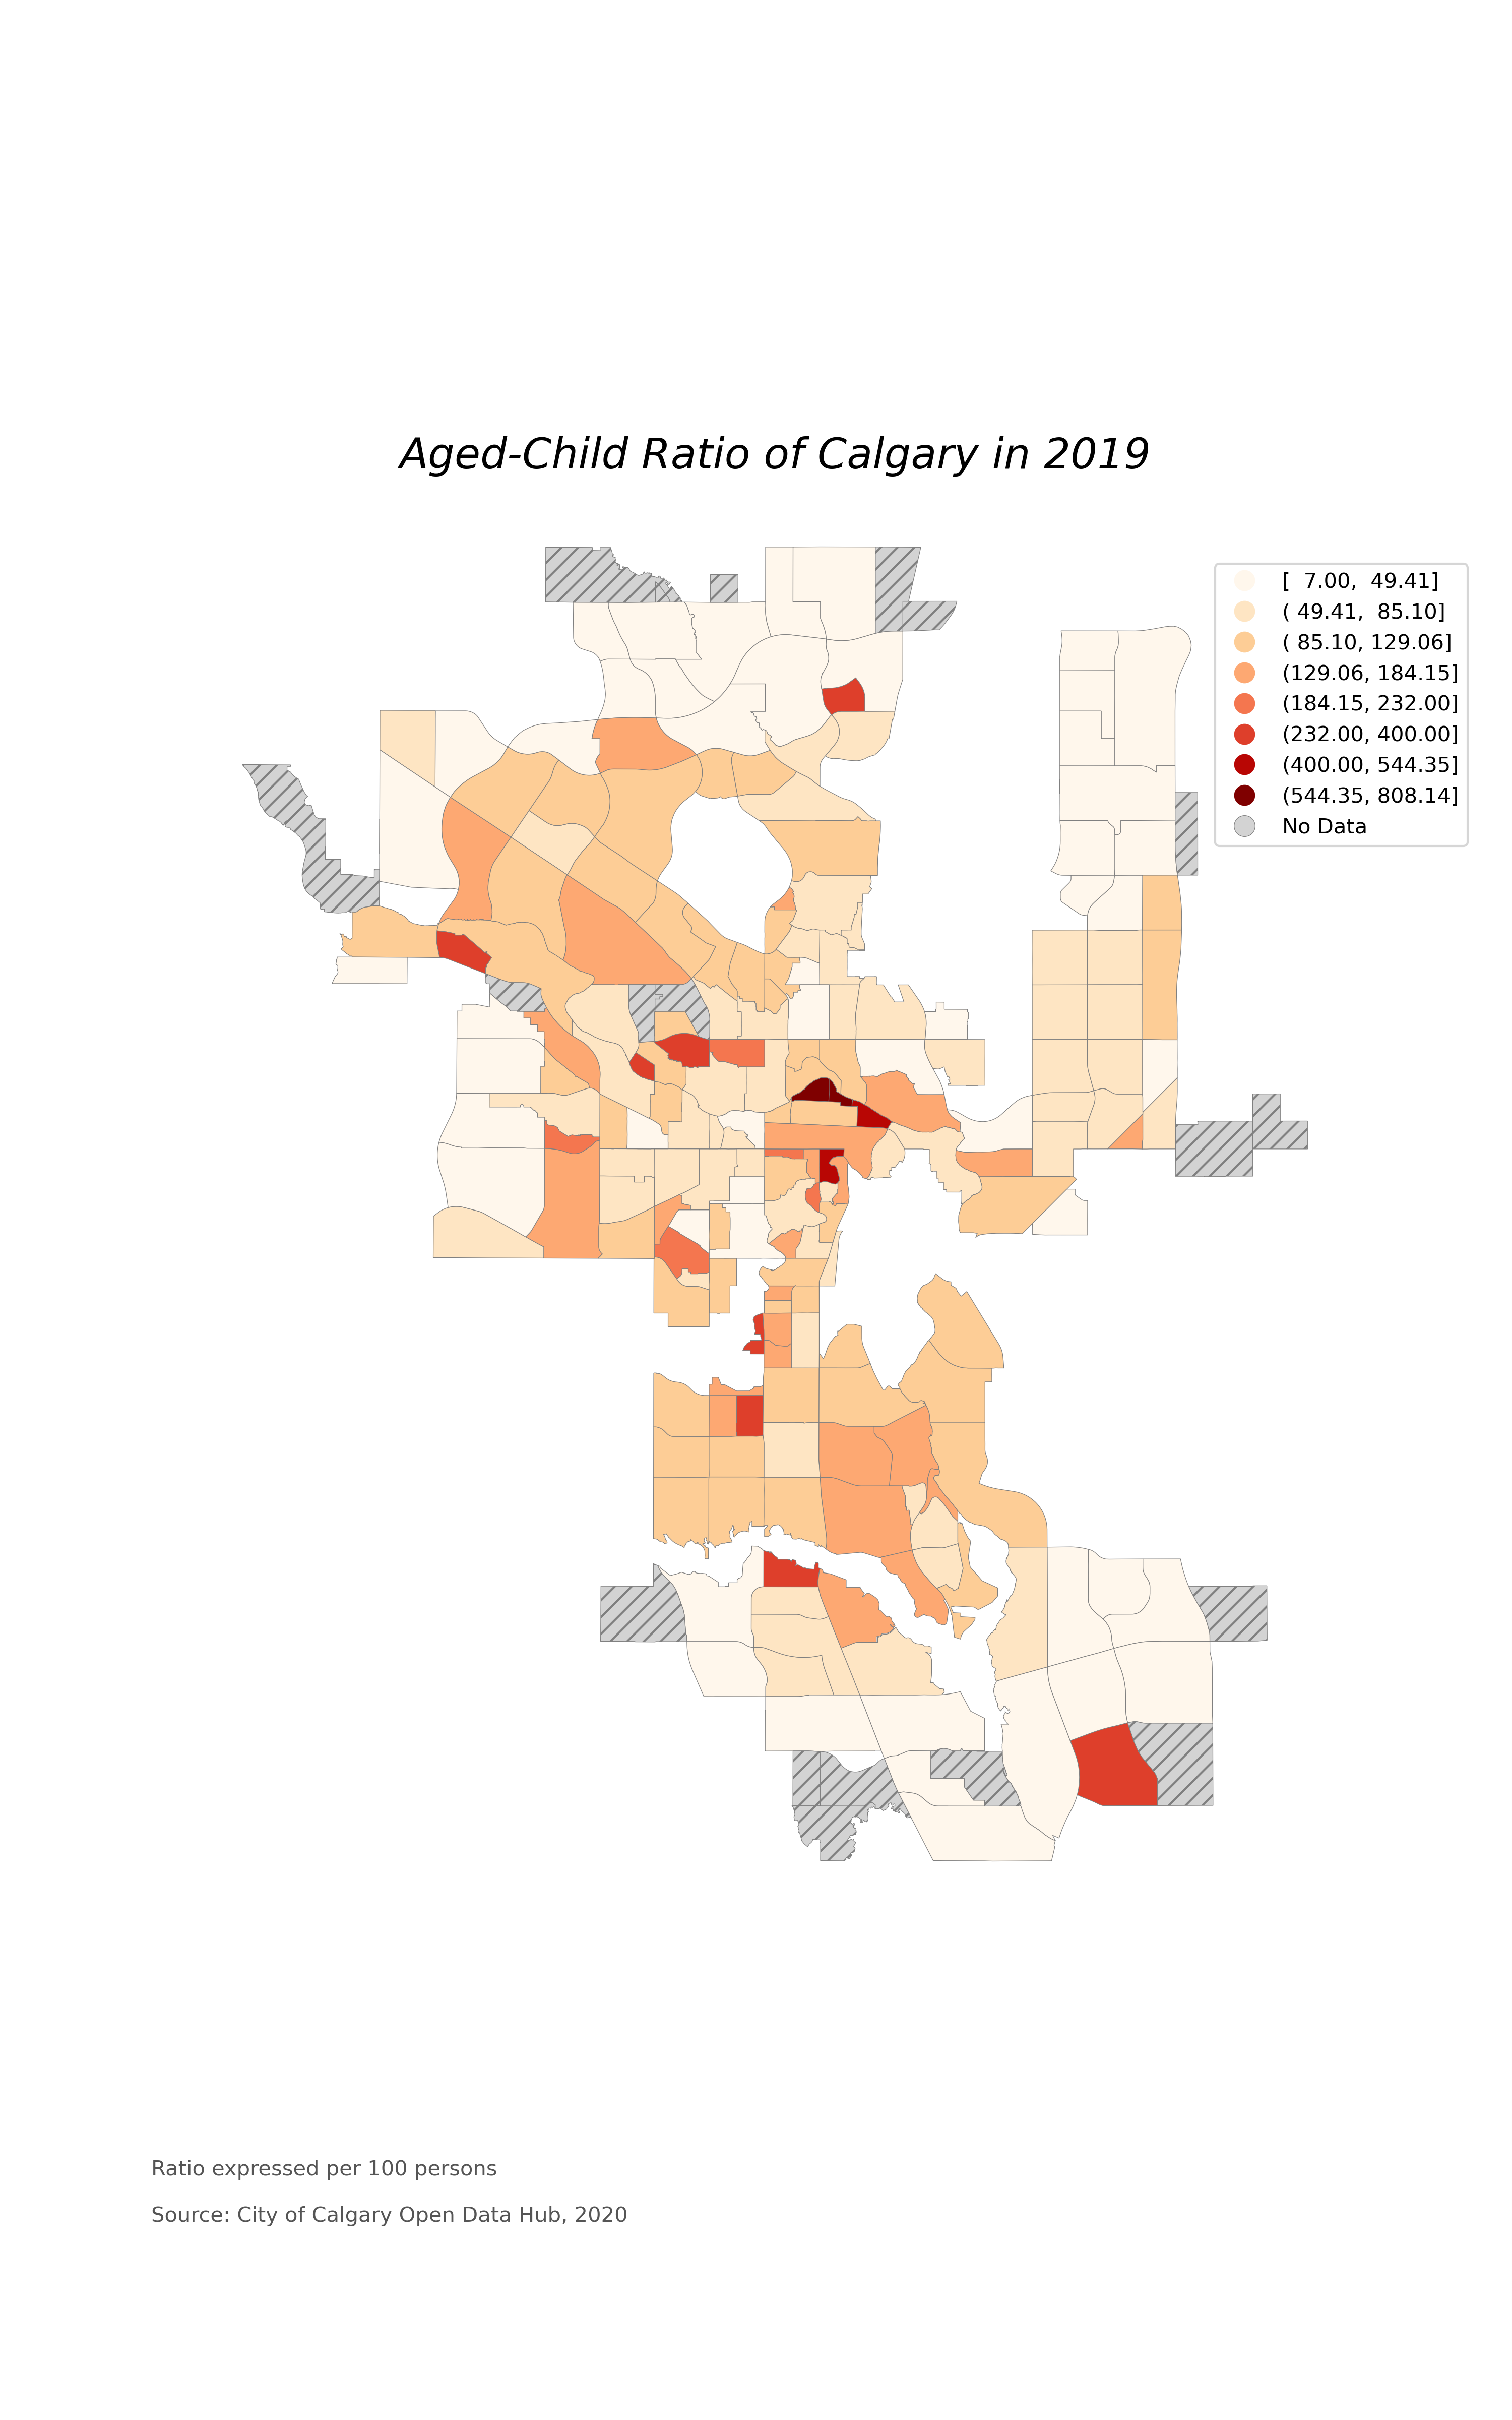 Aged-Child Ratio of Calgary in 2019
[  7.00,  49.41]
( 49.41,  85.10]
( 85.10, 129.06]
(129.06, 184.15]
(184.15, 232.00]
(232.00, 400.00]
(400.00, 544.35]
(544.35, 808.14]
No Data
Ratio expressed per 100 persons
Source: City of Calgary Open Data Hub, 2020